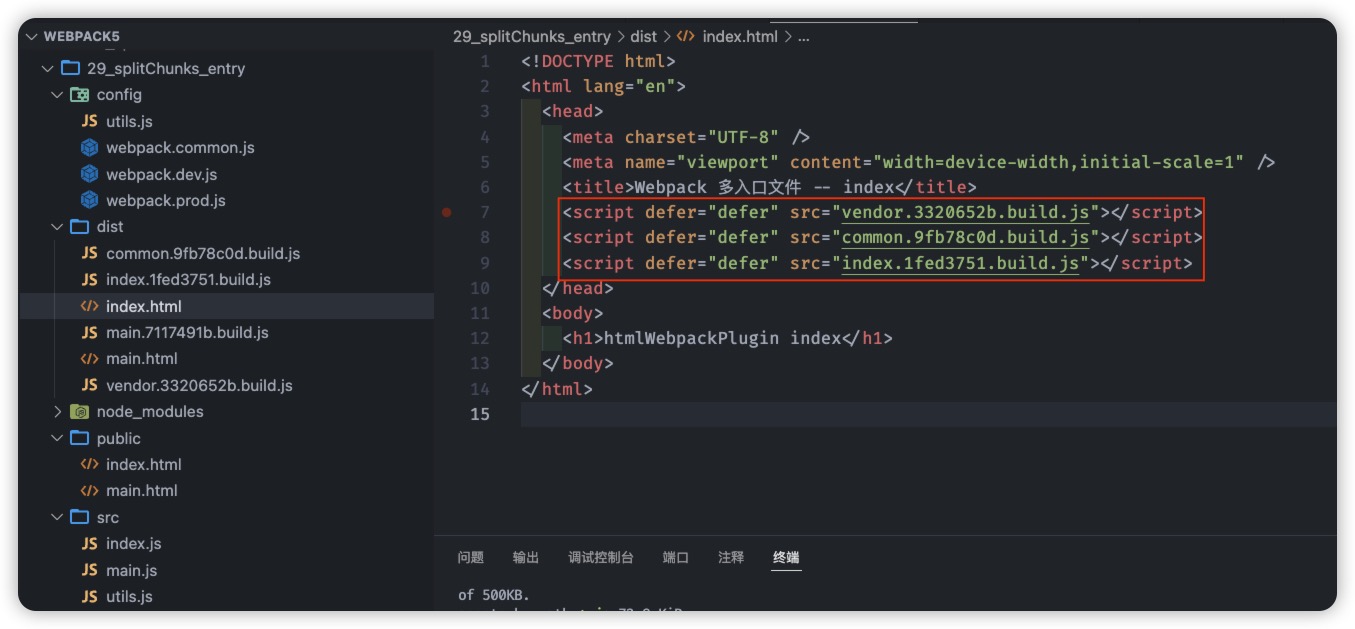 WEBPACK5
29_splitChunks_entry
config
JS utils.js
webpack.common.js
webpack.dev.js
webpack.prod.js
dist
JS common.9fb78c0d.build.js
JS index.1fed3751.build.js
</> index.html
JS main.7117491b.build.js
</> main.html
JS vendor.3320652b.build.js
node_modules
public
</> index.html
</> main.html
src
JS index.js
JS main.js
JS utils.js
29_splitChunks_entry > dist > </> index.html > ...
1 <!DOCTYPE html>
2 <html lang="en">
3 <head>
4 <meta charset="UTF-8" />
5 <meta name="viewport" content="width=device-width,initial-scale=1" />
6 <title>Webpack 多入口文件 -- index</title>
7 <script defer="defer" src="vendor.3320652b.build.js"></script>
8 <script defer="defer" src="common.9fb78c0d.build.js"></script>
9 <script defer="defer" src="index.1fed3751.build.js"></script>
10 </head>
11 <body>
12 <h1>htmlWebpackPlugin index</h1>
13 </body>
14 </html>
15
问题 输出 调试控制台 端口 注释 终端
of 500KB.